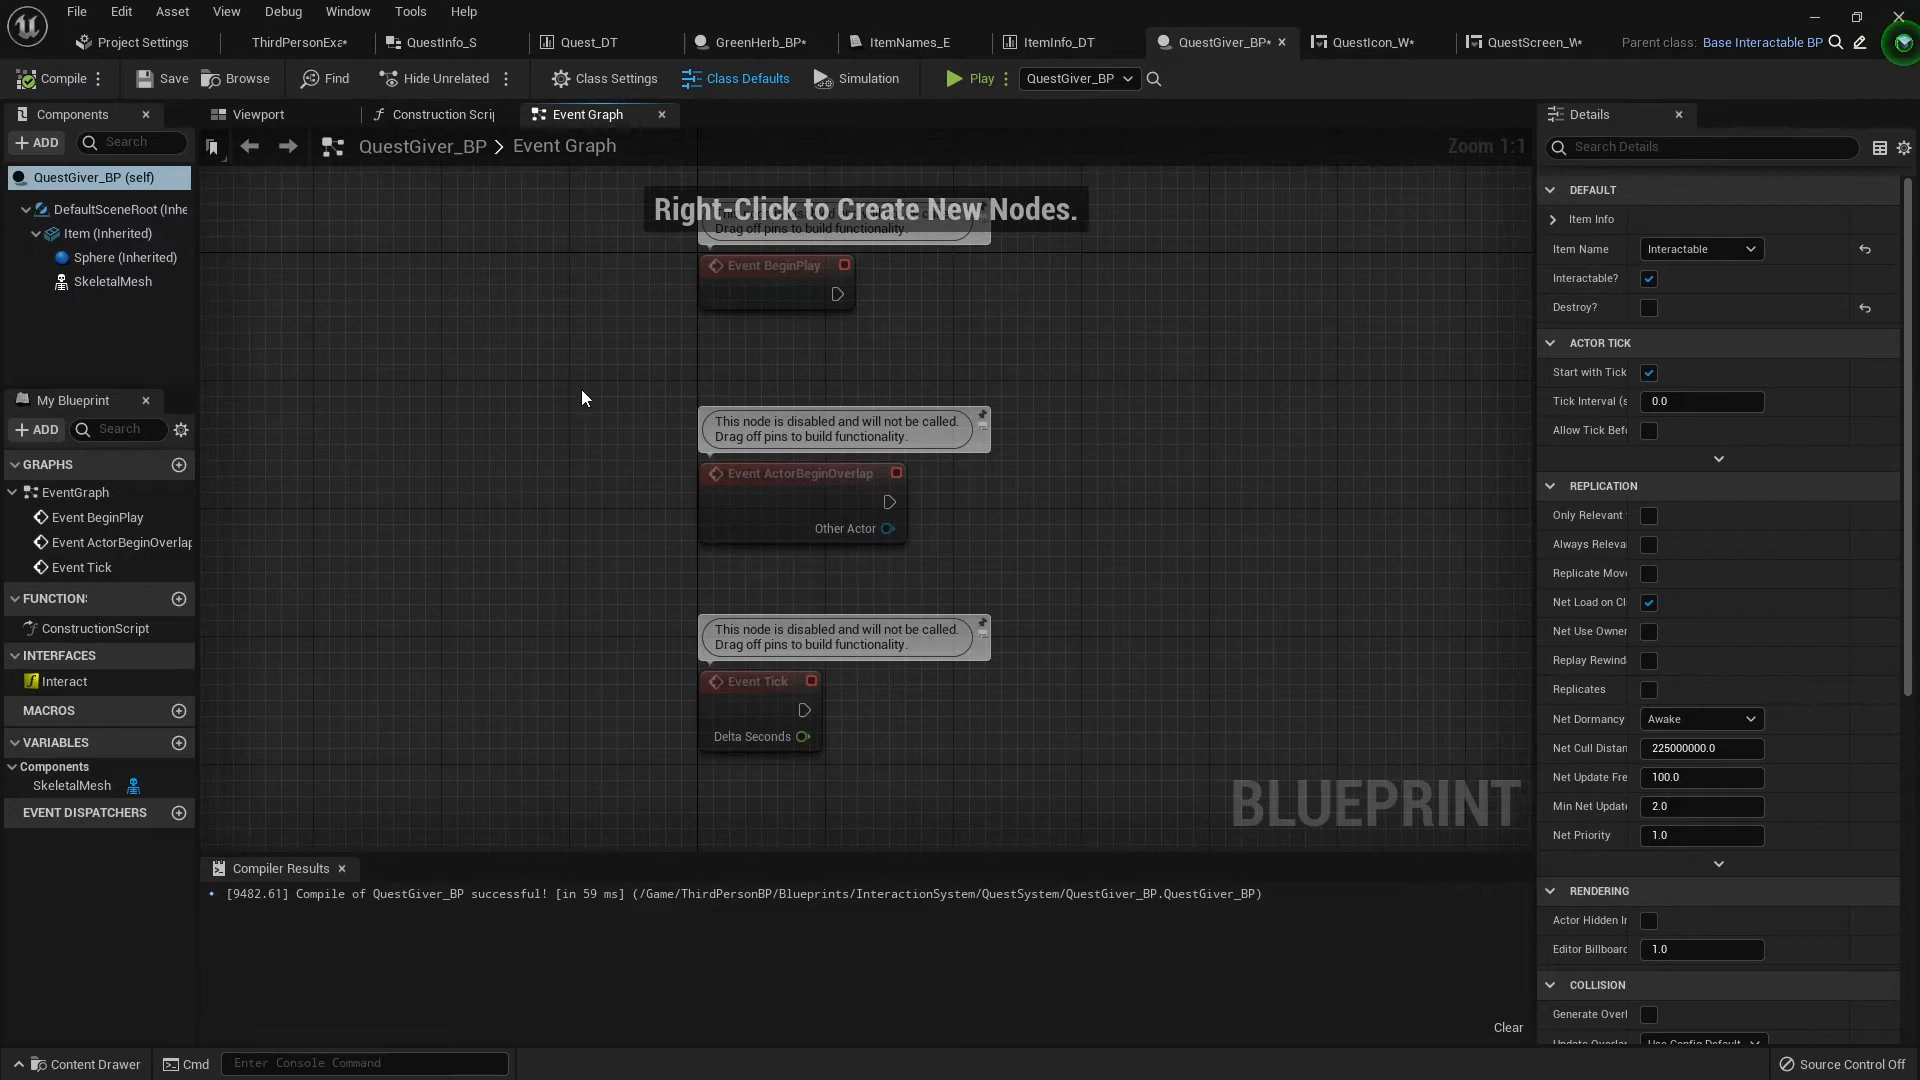 File Edit Asset View Debug Window Tools Help
Project Settings ThirdPersonExa* QuestInfo_S Quest_DT GreenHerb_BP* ItemNames_E ItemInfo_DT QuestGiver_BP* QuestIcon_W* QuestScreen_W* Parent class: Base Interactable BP
Compile Save Browse Find Hide Unrelated Class Settings Class Defaults Simulation Play QuestGiver_BP
Components
ADD Search
QuestGiver_BP (self)
DefaultSceneRoot (Inhe
Item (Inherited)
Sphere (Inherited)
SkeletalMesh
My Blueprint
ADD Search
GRAPHS
EventGraph
Event BeginPlay
Event ActorBeginOverlap
Event Tick
FUNCTION
ConstructionScript
INTERFACES
Interact
MACROS
VARIABLES
Components
SkeletalMesh
EVENT DISPATCHERS
Viewport Construction Scrip Event Graph
QuestGiver_BP > Event Graph Zoom 1:1
Right-Click to Create New Nodes.
Drag off pins to build functionality.
Event BeginPlay
This node is disabled and will not be called.
Drag off pins to build functionality.
Event ActorBeginOverlap
Other Actor
This node is disabled and will not be called.
Drag off pins to build functionality.
Event Tick
Delta Seconds
BLUEPRINT
Compiler Results
[9482.61] Compile of QuestGiver_BP successful! [in 59 ms] (/Game/ThirdPersonBP/Blueprints/InteractionSystem/QuestSystem/QuestGiver_BP.QuestGiver_BP)
Clear
Details
Search Details
DEFAULT
Item Info
Item Name Interactable
Interactable?
Destroy?
ACTOR TICK
Start with Tick
Tick Interval (s 0.0
Allow Tick Befo
REPLICATION
Only Relevant
Always Releva
Replicate Move
Net Load on Cli
Net Use Owner
Replay Rewind
Replicates
Net Dormancy Awake
Net Cull Distan 225000000.0
Net Update Fre 100.0
Min Net Update 2.0
Net Priority 1.0
RENDERING
Actor Hidden In
Editor Billboard 1.0
COLLISION
Generate Overl
Update Overlap Use Config Default
Content Drawer Cmd Enter Console Command Source Control Off